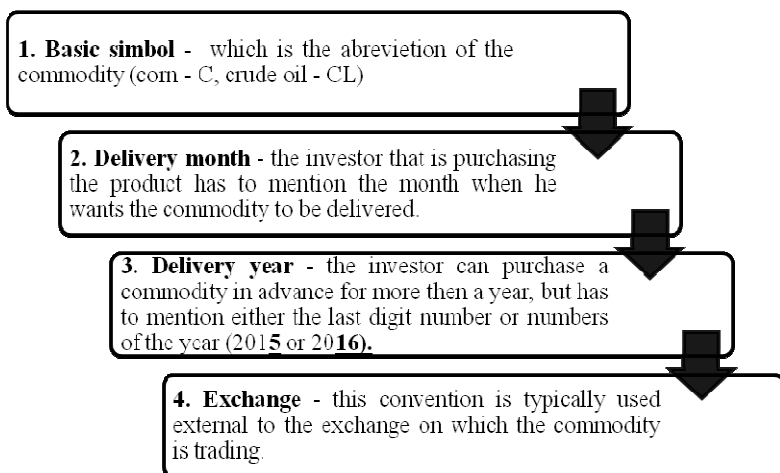 1. Basic simbol - which is the abrevietion of the
commodity (corn - C, crude oil - CL)
2. Delivery month - the investor that is purchasing
the product has to mention the month when he
wants the commodity to be delivered.
3. Delivery year - the investor can purchase a
commodity in advance for more then a year, but has
to mention either the last digit number or numbers
of the year (2015 or 2016).
4. Exchange - this convention is typically used
external to the exchange on which the commodity
is trading.